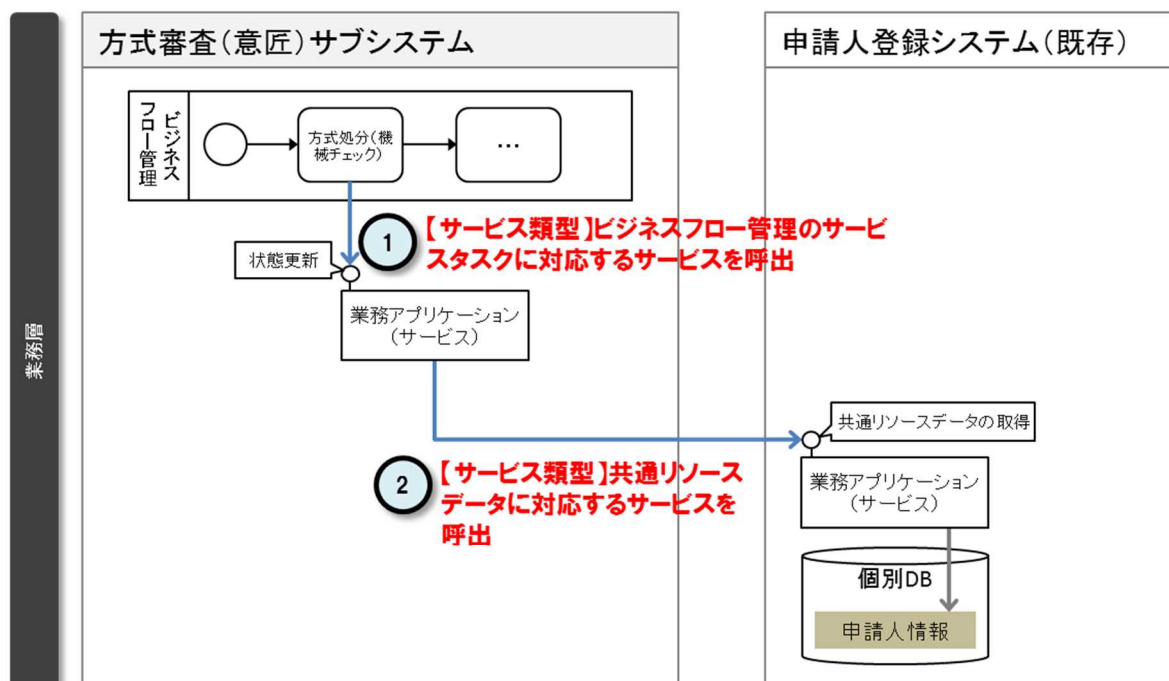 方式審査(意匠)サブシステム
申請人登録システム(既存)
業務層
ビジネス
フロー管理
方式処分(機
械チェック)
…
1
【サービス類型】ビジネスフロー管理のサービ
スタスクに対応するサービスを呼出
状態更新
業務アプリケーション
(サービス)
共通リソースデータの取得
2
【サービス類型】共通リソース
データに対応するサービスを
呼出
業務アプリケーション
(サービス)
個別DB
申請人情報